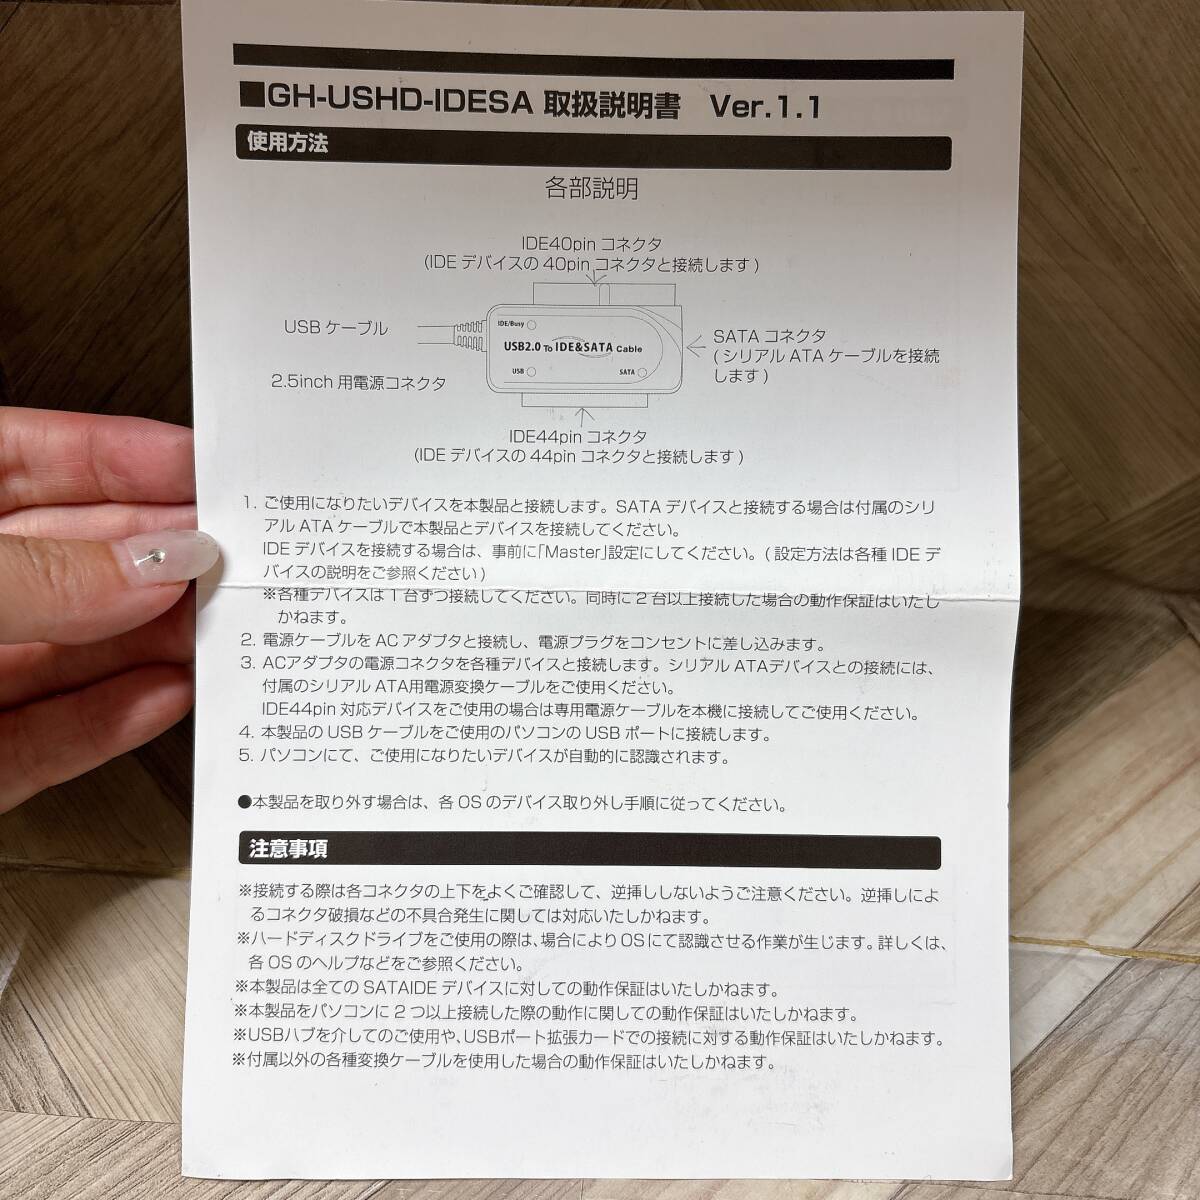 ■GH-USHD-IDESA 取扱説明書　Ver.1.1
使用方法
各部説明
IDE40pin コネクタ
(IDE デバイスの 40pin コネクタと接続します)
USB ケーブル
2.5inch 用電源コネクタ
IDE/Busy
USB2.0 To IDE&SATA Cable
USB
SATA
SATA コネクタ
(シリアル ATA ケーブルを接続
します)
IDE44pin コネクタ
(IDE デバイスの 44pin コネクタと接続します)
1. ご使用になりたいデバイスを本製品と接続します。SATA デバイスと接続する場合は付属のシリ
アル ATA ケーブルで本製品とデバイスを接続してください。
IDE デバイスを接続する場合は、事前に「Master」設定にしてください。(設定方法は各種 IDE デ
バイスの説明をご参照ください)
※各種デバイスは 1 台ずつ接続してください。同時に 2 台以上接続した場合の動作保証はいたし
かねます。
2. 電源ケーブルを AC アダプタと接続し、電源プラグをコンセントに差し込みます。
3. ACアダプタの電源コネクタを各種デバイスと接続します。シリアル ATAデバイスとの接続には、
付属のシリアル ATA用電源変換ケーブルをご使用ください。
IDE44pin 対応デバイスをご使用の場合は専用電源ケーブルを本機に接続してご使用ください。
4. 本製品の USB ケーブルをご使用のパソコンの USB ポートに接続します。
5. パソコンにて、ご使用になりたいデバイスが自動的に認識されます。
●本製品を取り外す場合は、各 OS のデバイス取り外し手順に従ってください。
注意事項
※接続する際は各コネクタの上下をよくご確認して、逆挿ししないようご注意ください。逆挿しによ
るコネクタ破損などの不具合発生に関しては対応いたしかねます。
※ハードディスクドライブをご使用の際は、場合によりOSにて認識させる作業が生じます。詳しくは、
各 OS のヘルプなどをご参照ください。
※本製品は全ての SATAIDE デバイスに対しての動作保証はいたしかねます。
※本製品をパソコンに 2 つ以上接続した際の動作に関しての動作保証はいたしかねます。
※USBハブを介してのご使用や、USBポート拡張カードでの接続に対する動作保証はいたしかねます。
※付属以外の各種変換ケーブルを使用した場合の動作保証はいたしかねます。